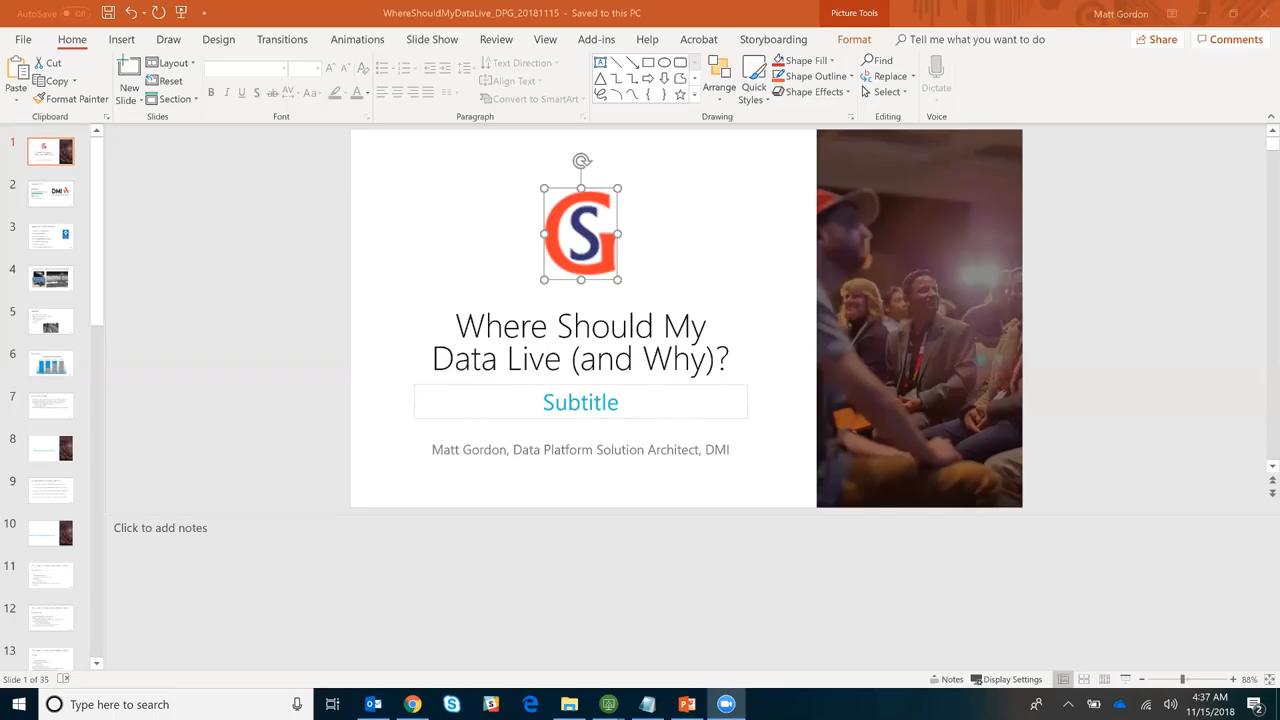 AutoSave Off
WhereShouldMyData_DPG_20181115 - Saved to this PC
Picture Tools
Matt Gordon
File Home Insert Draw Design Transitions Animations Slide Show Review View Add-ins Help Acrobat Storyboarding Format Tell me what you want to do Share Comments
Paste
Cut
Copy
Format Painter
Clipboard
Layout
Reset
Section
Slides
Font
Text Direction
Align Text
Convert to SmartArt
Paragraph
Arrange
Quick
Styles
Shape Fill
Shape Outline
Shape Effects
Drawing
Find
Replace
Select
Editing
Dictate
Voice
1
2
DMI
3
4
5
6
7
8
9
10
11
12
13
GS
Where Should My
Data Live (and Why)?
Subtitle
Matt Gordon, Data Platform Solution Architect, DMI
Click to add notes
Slide 1 of 35
Notes
Display Settings
88%
Type here to search
4:37 AM
11/15/2018
2